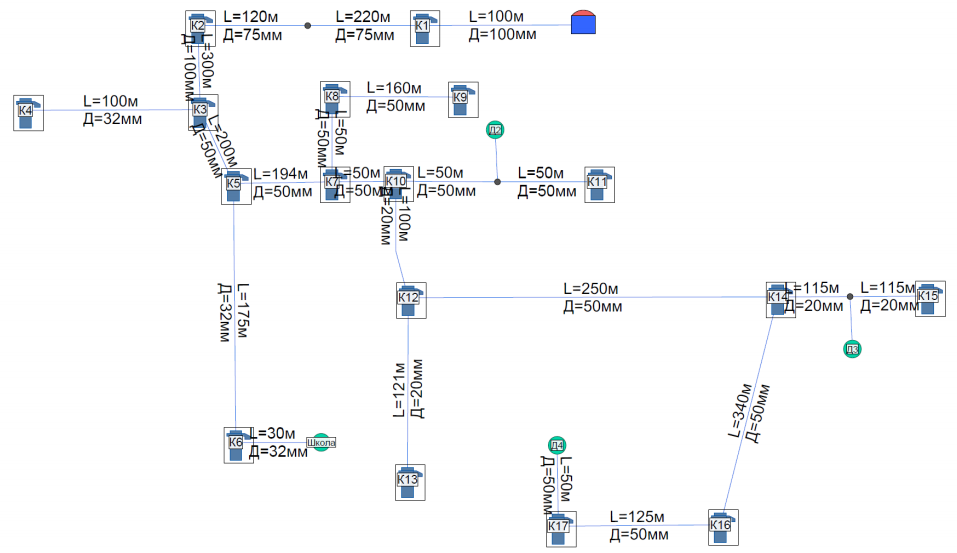 К2
L=120м
Д=75мм
L=220м
Д=75мм
К1
L=100м
Д=100мм
L=300м
Д=100мм
К4
L=100м
Д=32мм
К3
L=200м
Д=50мм
К8
L=160м
Д=50мм
К9
L=50м
Д=50мм
Д2
К5
L=194м
Д=50мм
К7
L=50м
Д=50мм
К10
L=50м
Д=50мм
L=50м
Д=50мм
К11
L=100м
Д=20мм
L=175м
Д=32мм
К12
L=250м
Д=50мм
К14
L=115м
Д=20мм
L=115м
Д=20мм
К15
Д3
L=121м
Д=20мм
L=340м
Д=50мм
К6
L=30м
Д=32мм
Школа
Д4
L=50м
Д=50мм
К13
К17
L=125м
Д=50мм
К16